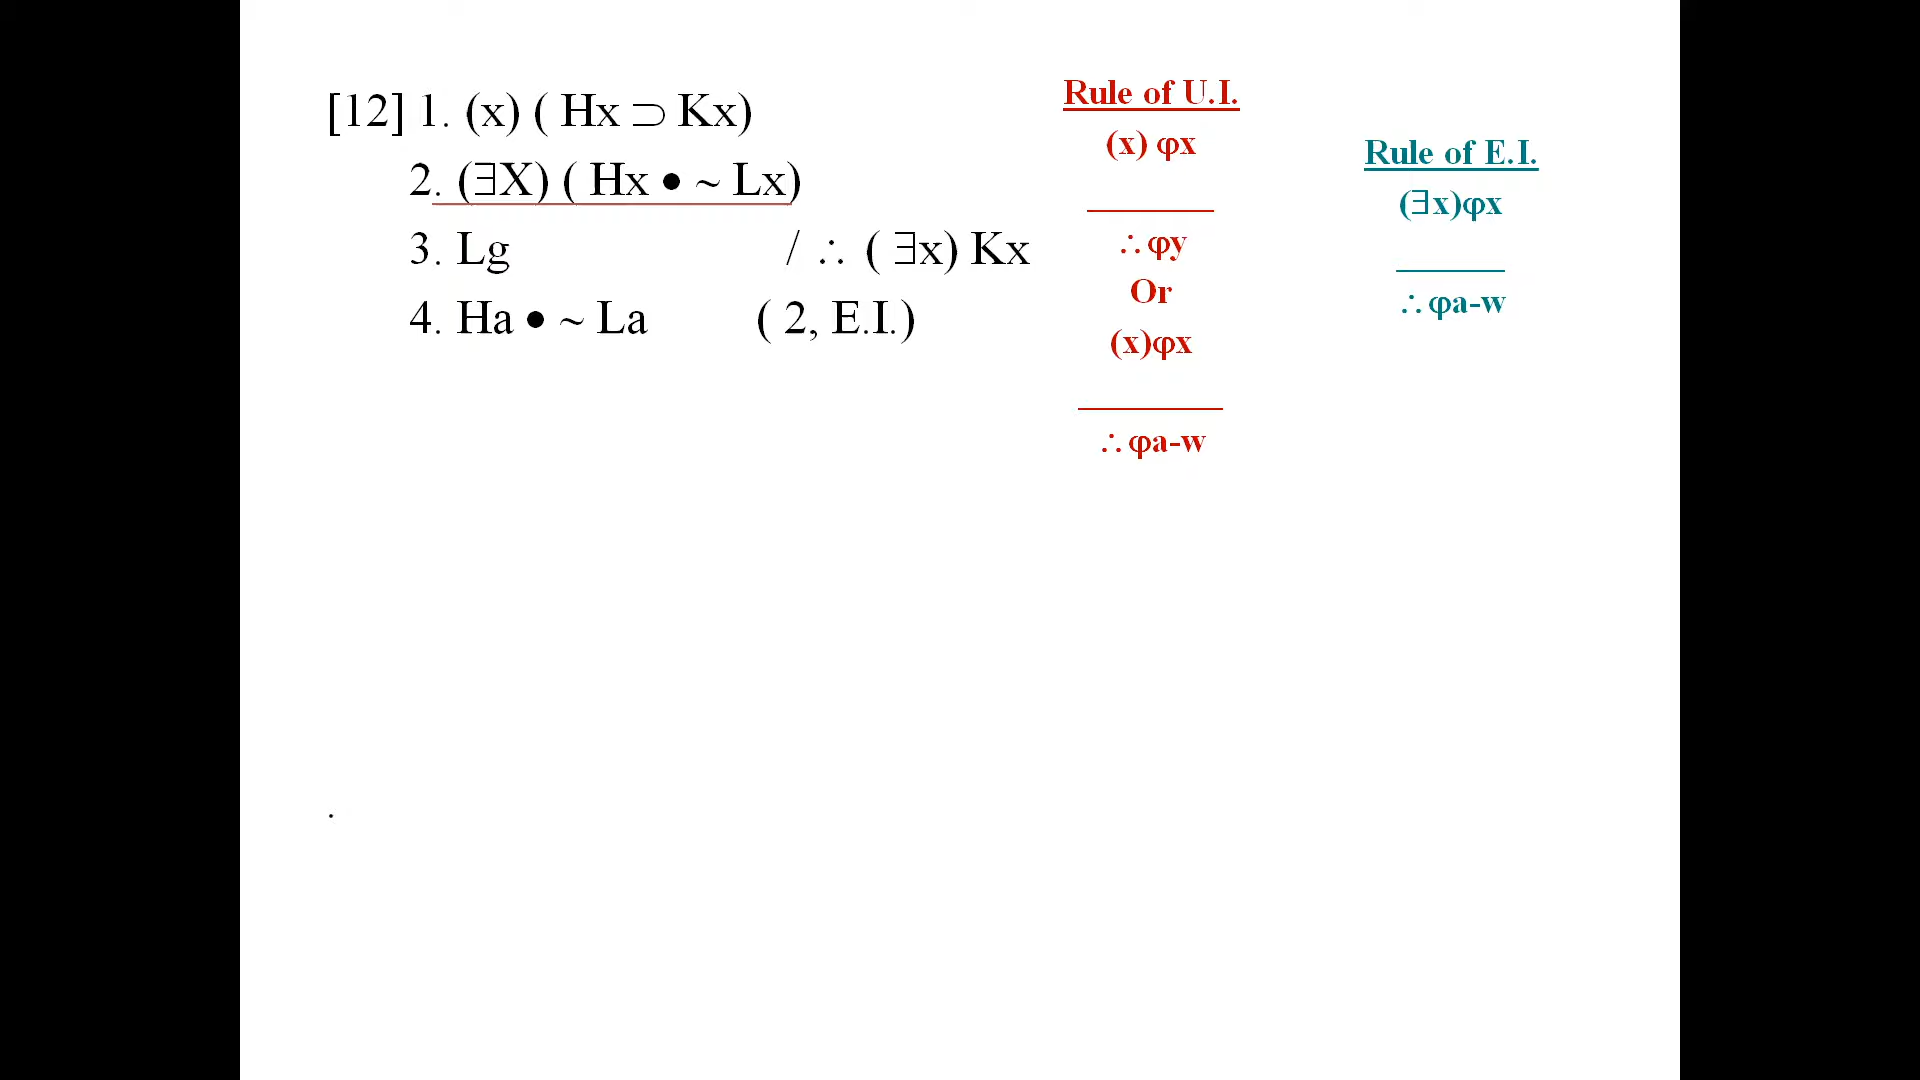 [12] 1. (x) ( Hx ⊃ Kx)
2. (∃X) ( Hx • ~ Lx)
3. Lg / ∴ ( ∃x) Kx
4. Ha • ~ La ( 2, E.I.)
.
Rule of U.I.
(x) φx
∴φy
Or
(x)φx
∴φa-w
Rule of E.I.
(∃x)φx
∴φa-w